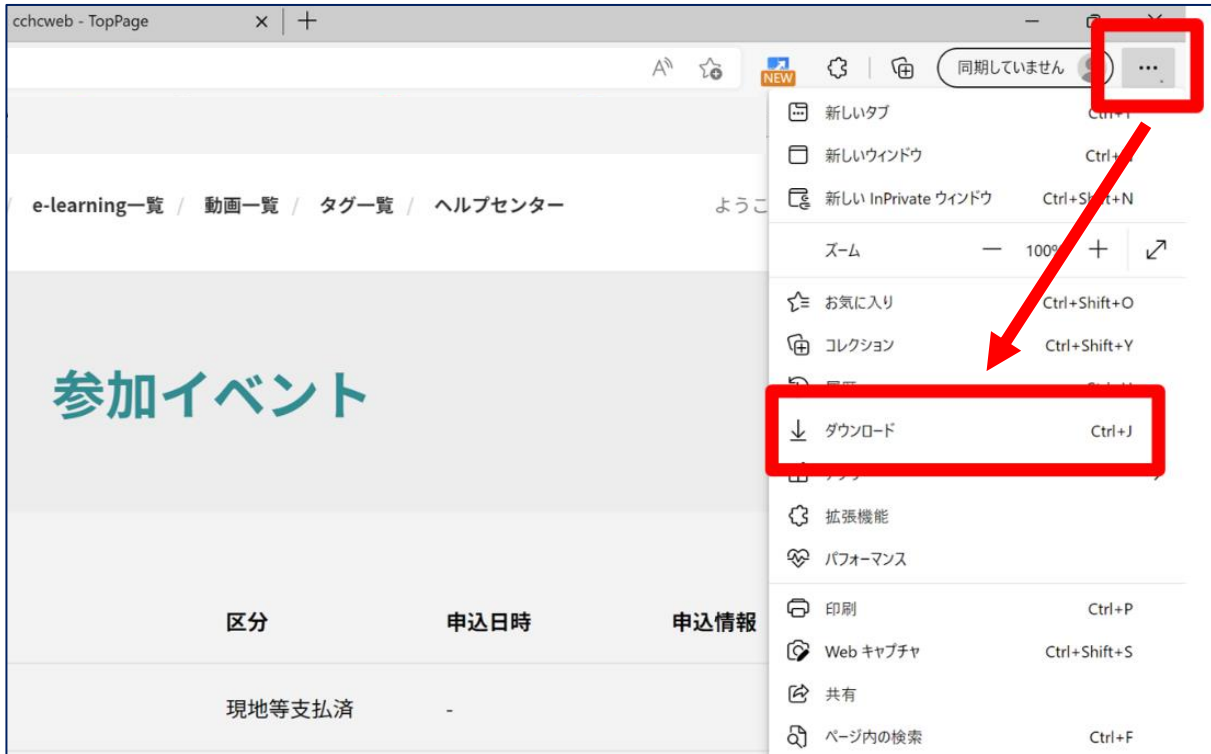 cchcweb - TopPage
NEW
同期していません
新しいタブ
新しいウィンドウ
新しい InPrivate ウィンドウ Ctrl+Shift+N
e-learning一覧 / 動画一覧 / タグ一覧 / ヘルプセンター
ズーム 100%
お気に入り Ctrl+Shift+O
コレクション Ctrl+Shift+Y
参加イベント
ダウンロード Ctrl+J
拡張機能
パフォーマンス
印刷 Ctrl+P
Web キャプチャ Ctrl+Shift+S
共有
ページ内の検索 Ctrl+F
区分 申込日時 申込情報
現地等支払済 -